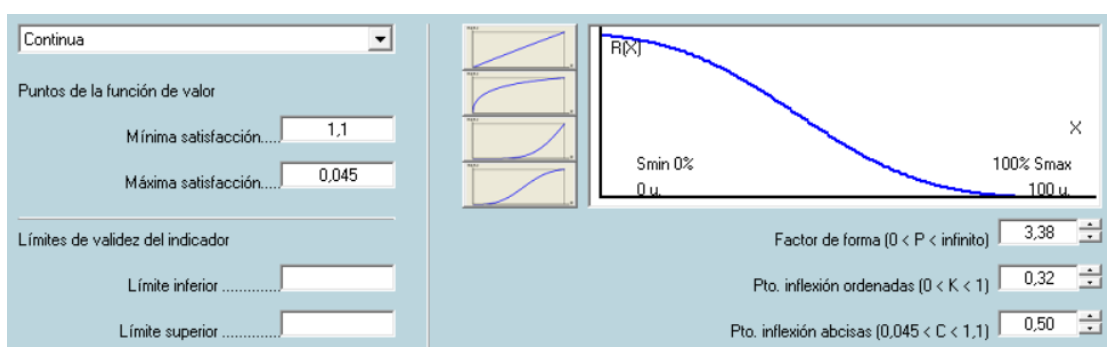 Continua
Puntos de la función de valor
Mínima satisfacción..... 1,1
Máxima satisfacción..... 0,045
Límites de validez del indicador
Límite inferior .............
Límite superior .............
R(X)
X
Smin 0% 100% Smax
0 u. 100 u.
Factor de forma (0 < P < infinito) 3,38
Pto. inflexión ordenadas (0 < K < 1) 0,32
Pto. inflexión abcisas (0,045 < C < 1,1) 0,50